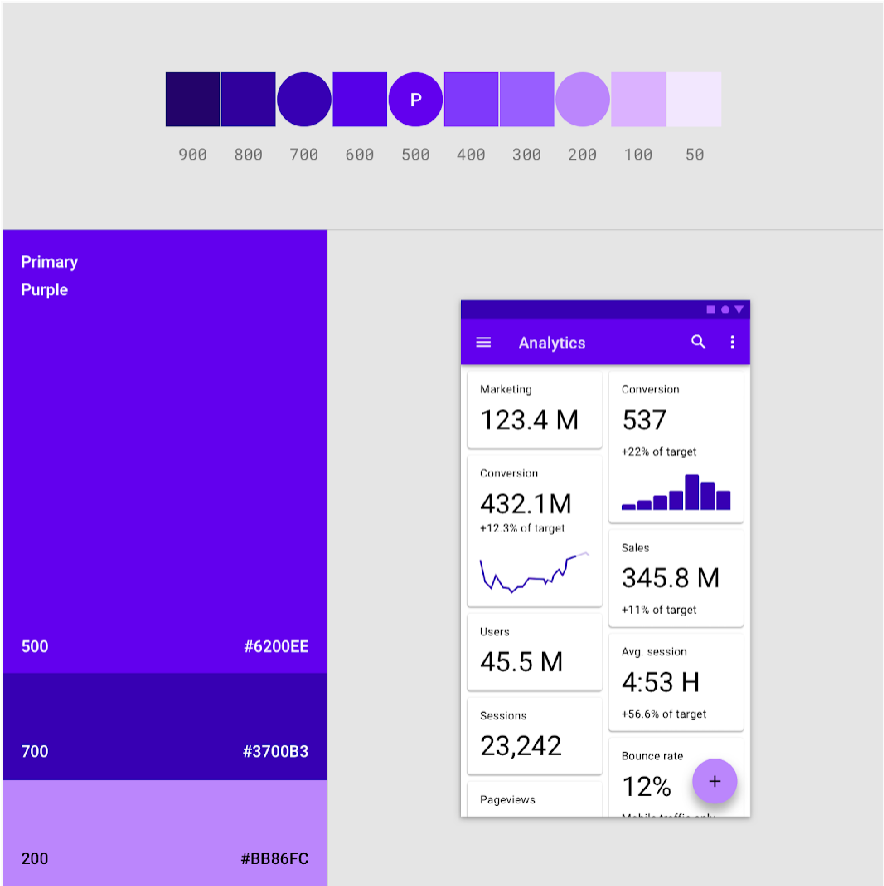 P
900 800 700 600 500 400 300 200 100 50
Primary
Purple
500 #6200EE
700 #3700B3
200 #BB86FC
Analytics
Marketing
123.4 M
Conversion
432.1M
+12.3% of target
Users
45.5 M
Sessions
23,242
Pageviews
Conversion
537
+22% of target
Sales
345.8 M
+11% of target
Avg. session
4:53 H
+56.6% of target
Bounce rate
12%
+
Mobile traffic only